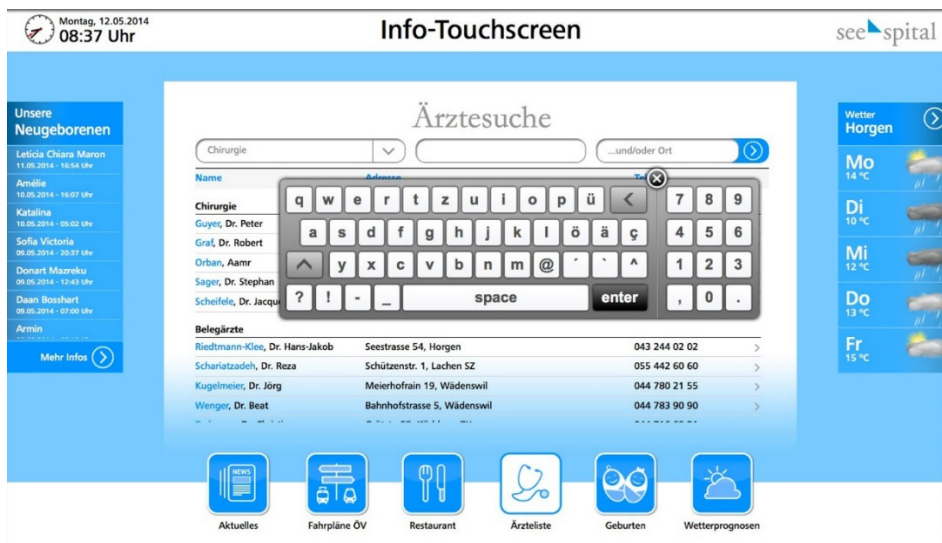 Montag, 12.05.2014
08:37 Uhr
Info-Touchscreen
see spital
Unsere
Neugeborenen
Leticia Chiara Maron
11.05.2014 - 16:54 Uhr
Amélie
10.05.2014 - 16:07 Uhr
Katalina
10.05.2014 - 05:02 Uhr
Sofia Victoria
09.05.2014 - 20:37 Uhr
Donart Mazreku
09.05.2014 - 12:43 Uhr
Daan Bosshart
09.05.2014 - 07:00 Uhr
Armin
Mehr Infos
Ärztesuche
Chirurgie
...und/oder Ort
Name Adresse
Chirurgie
Guyer, Dr. Peter
Graf, Dr. Robert
Orban, Aamr
Sager, Dr. Stephan
Scheifele, Dr. Jacqu
q w e r t z u i o p ü < 7 8 9
a s d f g h j k l ö ä ç 4 5 6
y x c v b n m @ ´ ` ^ 1 2 3
? ! - _ space enter , 0 .
Belegärzte
Riedtmann-Klee, Dr. Hans-Jakob Seestrasse 54, Horgen 043 244 02 02
Schariatzadeh, Dr. Reza Schützenstr. 1, Lachen SZ 055 442 60 60
Kugelmeier, Dr. Jörg Meierhofrain 19, Wädenswil 044 780 21 55
Wenger, Dr. Beat Bahnhofstrasse 5, Wädenswil 044 783 90 90
Wetter
Horgen
Mo
14 °C
Di
10 °C
Mi
12 °C
Do
13 °C
Fr
15 °C
NEWS
Aktuelles Fahrpläne ÖV Restaurant Ärzteliste Geburten Wetterprognosen